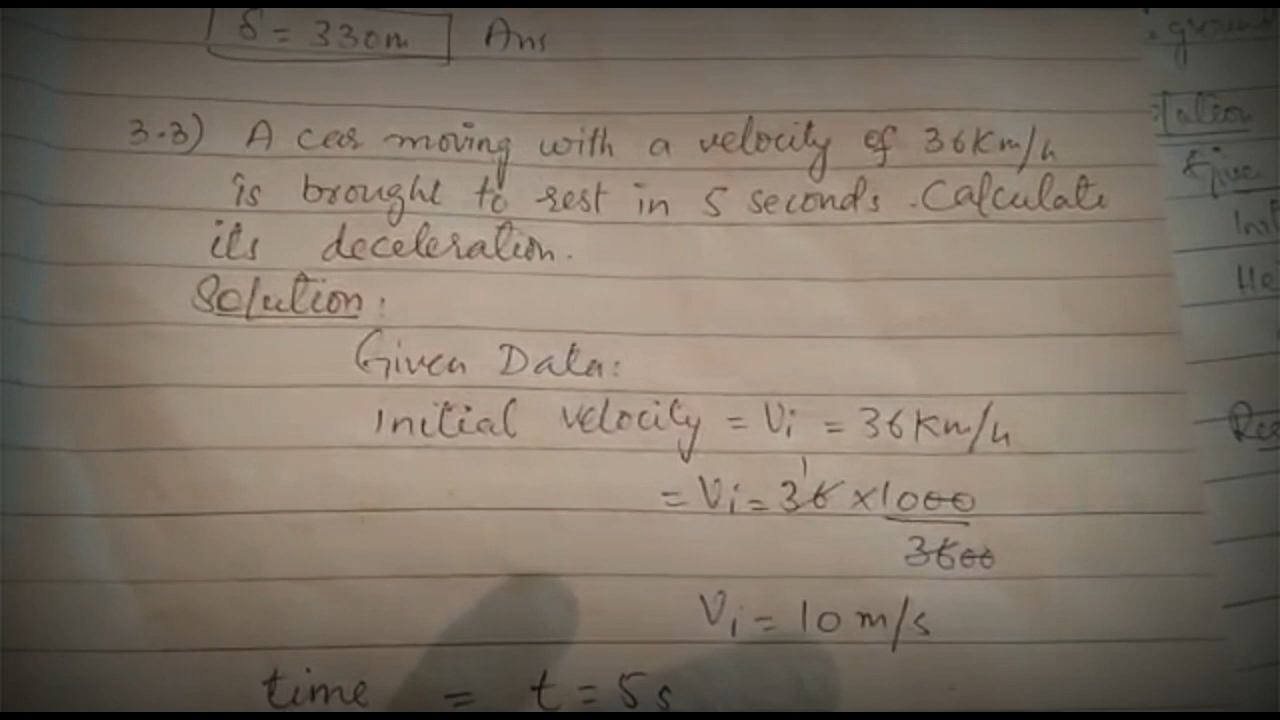 S = 330m Ans
3.3) A car moving with a velocity of 36Km/h
is brought to rest in 5 seconds. Calculate
its deceleration.
Solution:
Given Data:
Initial velocity = Vi = 36Km/h
= Vi = 36 × 1000
3600
Vi = 10 m/s
time = t = 5s